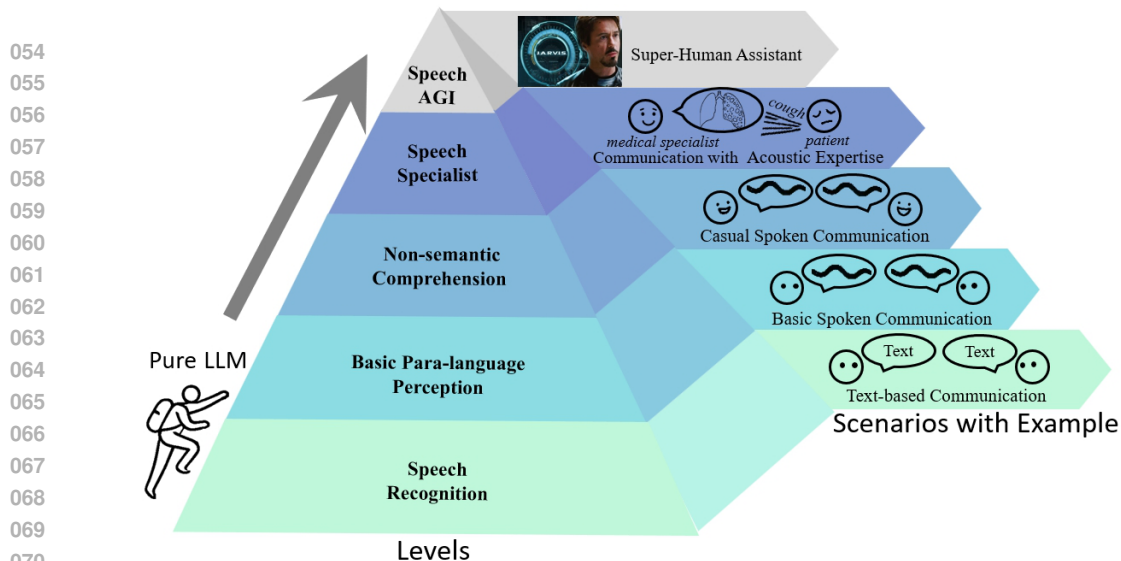 054
055
056
057
058
059
060
061
062
063
064
065
066
067
068
069
070
Speech
AGI
Speech
Specialist
Non-semantic
Comprehension
Basic Para-language
Perception
Speech
Recognition
Levels
Pure LLM
JARVIS
Super-Human Assistant
cough
medical specialist
patient
Communication with Acoustic Expertise
Casual Spoken Communication
Basic Spoken Communication
Text
Text
Text-based Communication
Scenarios with Example